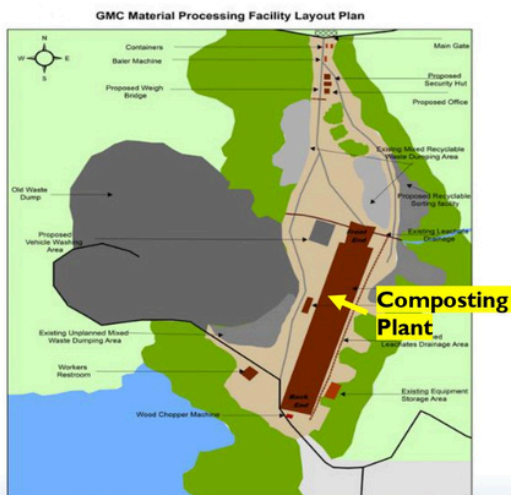 GMC Material Processing Facility Layout Plan
N
W E
S
Containers
Main Gate
Baler Machine
Proposed
Security Hut
Proposed Weigh
Bridge
Proposed Office
Existing Mixed Recyclable
Waste Dumping Area
Old Waste
Dump
Proposed Recyclable
Sorting facility
Proposed
Vehicle Washing
Area
Front
End
Existing Leachate
Drainage
Composting
Plant
Existing Unplanned Mixed
Waste Dumping Area
Leachates Drainage Area
Workers
Restroom
Back
End
Existing Equipment
Storage Area
Wood Chopper Machine